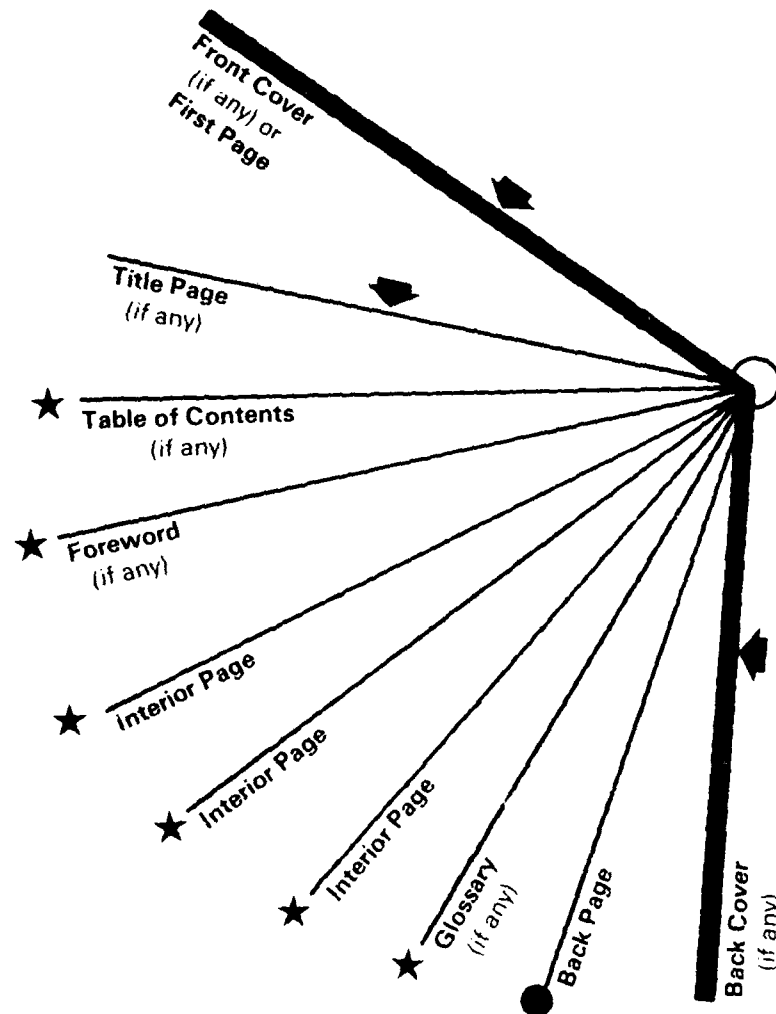 Front Cover
(if any) or
First Page
Title Page
(if any)
Table of Contents
(if any)
Foreword
(if any)
Interior Page
Interior Page
Interior Page
Glossary
(if any)
Back Page
Back Cover
(if any)